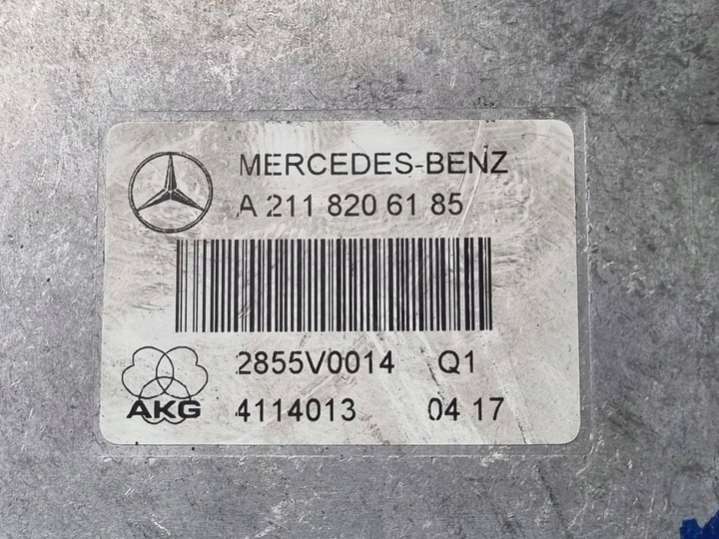 MERCEDES-BENZ
A 211 820 61 85
2855V0014 Q1
AKG
4114013 04 17